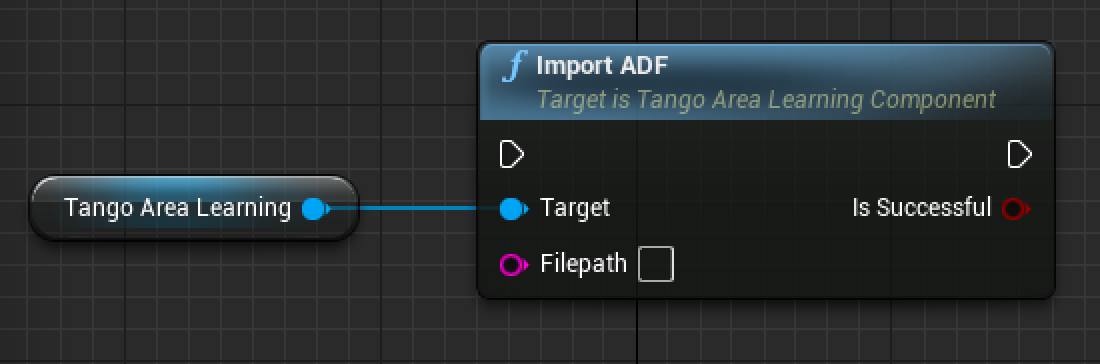 Import ADF
Target is Tango Area Learning Component
Tango Area Learning
Target
Is Successful
Filepath